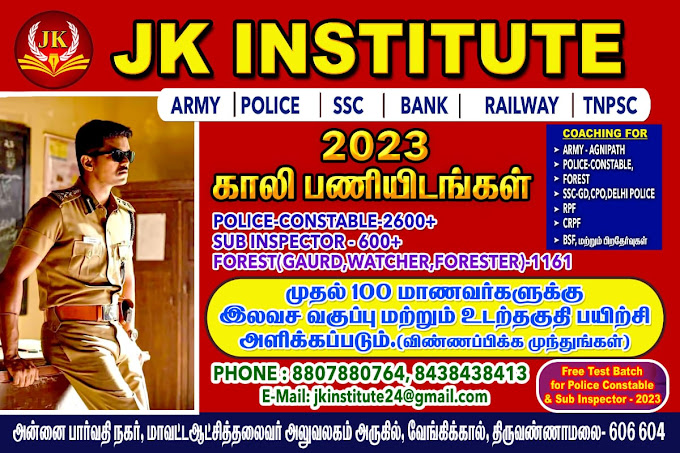 JK
JK INSTITUTE
ARMY | POLICE | SSC | BANK | RAILWAY | TNPSC
2023
காலி பணியிடங்கள்
POLICE-CONSTABLE-2600+
SUB INSPECTOR - 600+
FOREST(GAURD,WATCHER,FORESTER)-1161
COACHING FOR
ARMY - AGNIPATH
POLICE-CONSTABLE,
FOREST
SSC-GD,CPO,DELHI POLICE
RPF
CRPF
BSF, மற்றும் பிறதேர்வுகள்
முதல் 100 மாணவர்களுக்கு
இலவச வகுப்பு மற்றும் உடற்தகுதி பயிற்சி
அளிக்கப்படும்.(விண்ணப்பிக்க முந்துங்கள்)
PHONE : 8807880764, 8438438413
E-Mail: jkinstitute24@gmail.com
Free Test Batch
for Police Constable
& Sub Inspector - 2023
அன்னை பார்வதி நகர், மாவட்டஆட்சித்தலைவர் அலுவலகம் அருகில், வேங்கிக்கால், திருவண்ணாமலை- 606 604